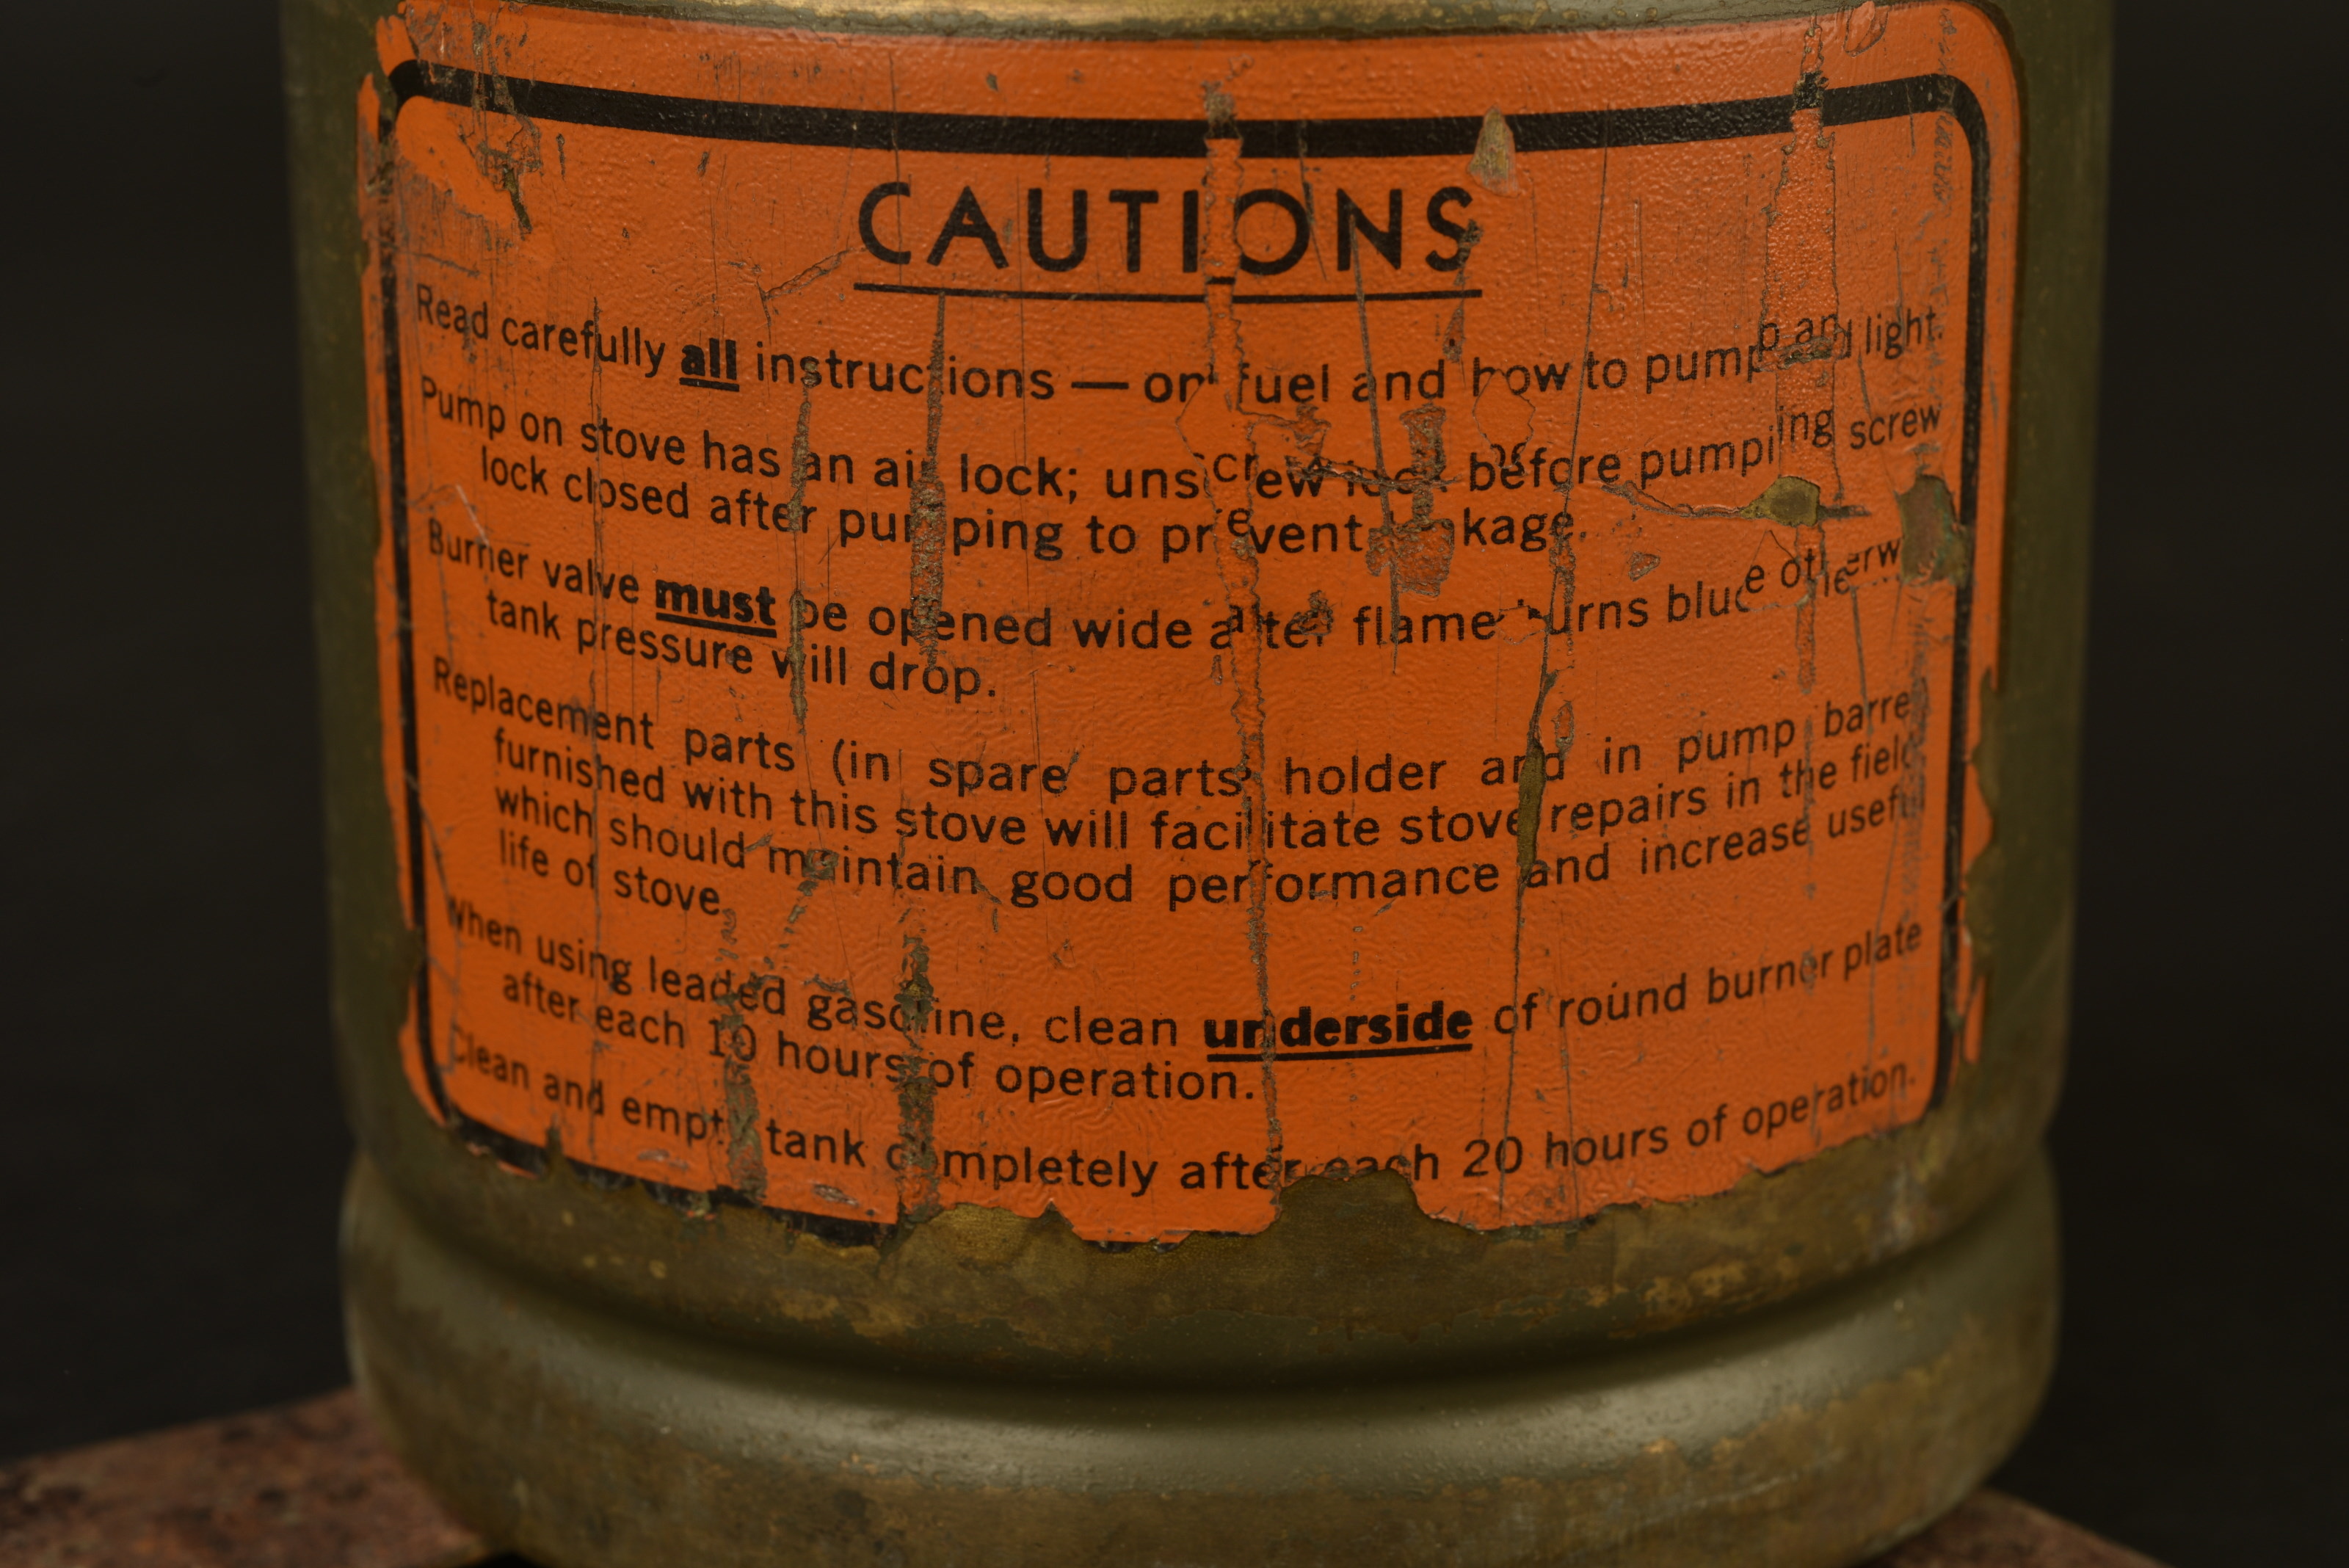 CAUTIONS
Read carefully all instructions — on fuel and how to pump and light.
Pump on stove has an air lock; unscrew lock before pumping screw
lock closed after pumping to prevent
Burner valve must be opened wide after flame burns blue
tank pressure will drop.
Replacement parts (in spare parts holder and in pump barrel
furnished with this stove will facilitate stove repairs in the field
which should maintain good performance and increase useful
life of stove.
When using leaded gasoline, clean underside of round burner plate
after each 10 hours of operation.
Clean and empty tank completely after each 20 hours of operation.